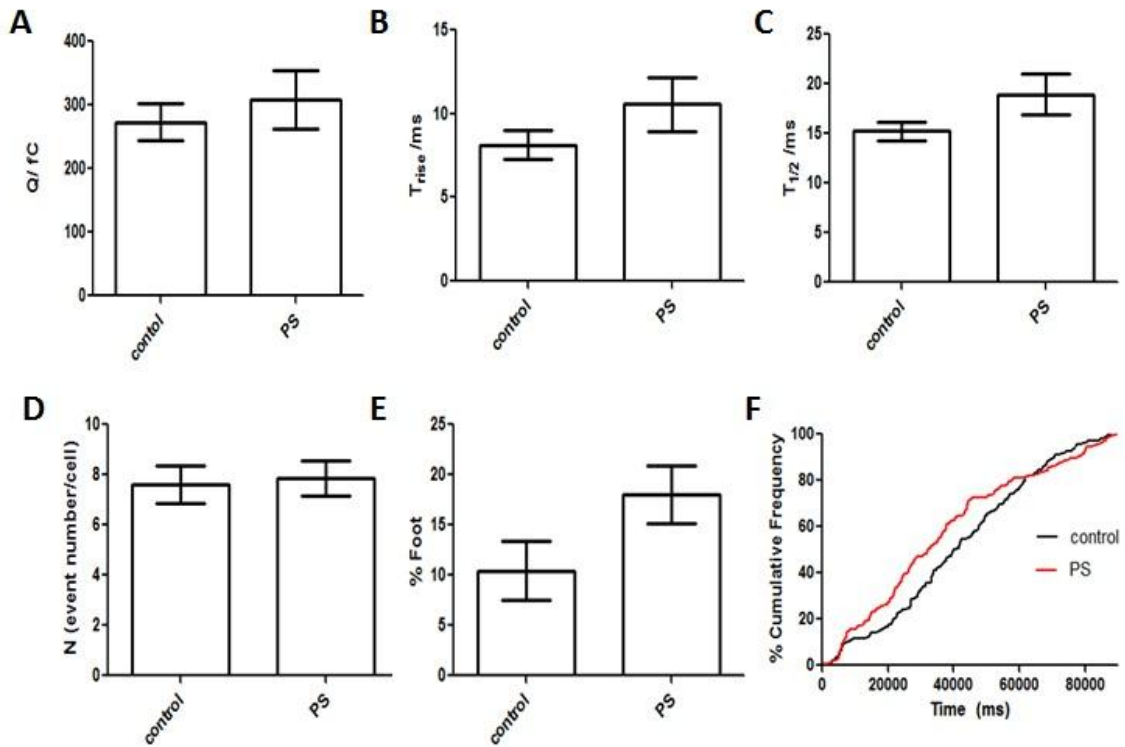 A
Q/ fC
400
300
200
100
0
contol
PS
B
T_rise /ms
15
10
5
0
control
PS
C
T_1/2 /ms
25
20
15
10
5
0
control
PS
D
N (event number/cell)
10
8
6
4
2
0
control
PS
E
% Foot
25
20
15
10
5
0
control
PS
F
% Cumulative Frequency
100
80
60
40
20
0
control
PS
0 20000 40000 60000 80000
Time (ms)